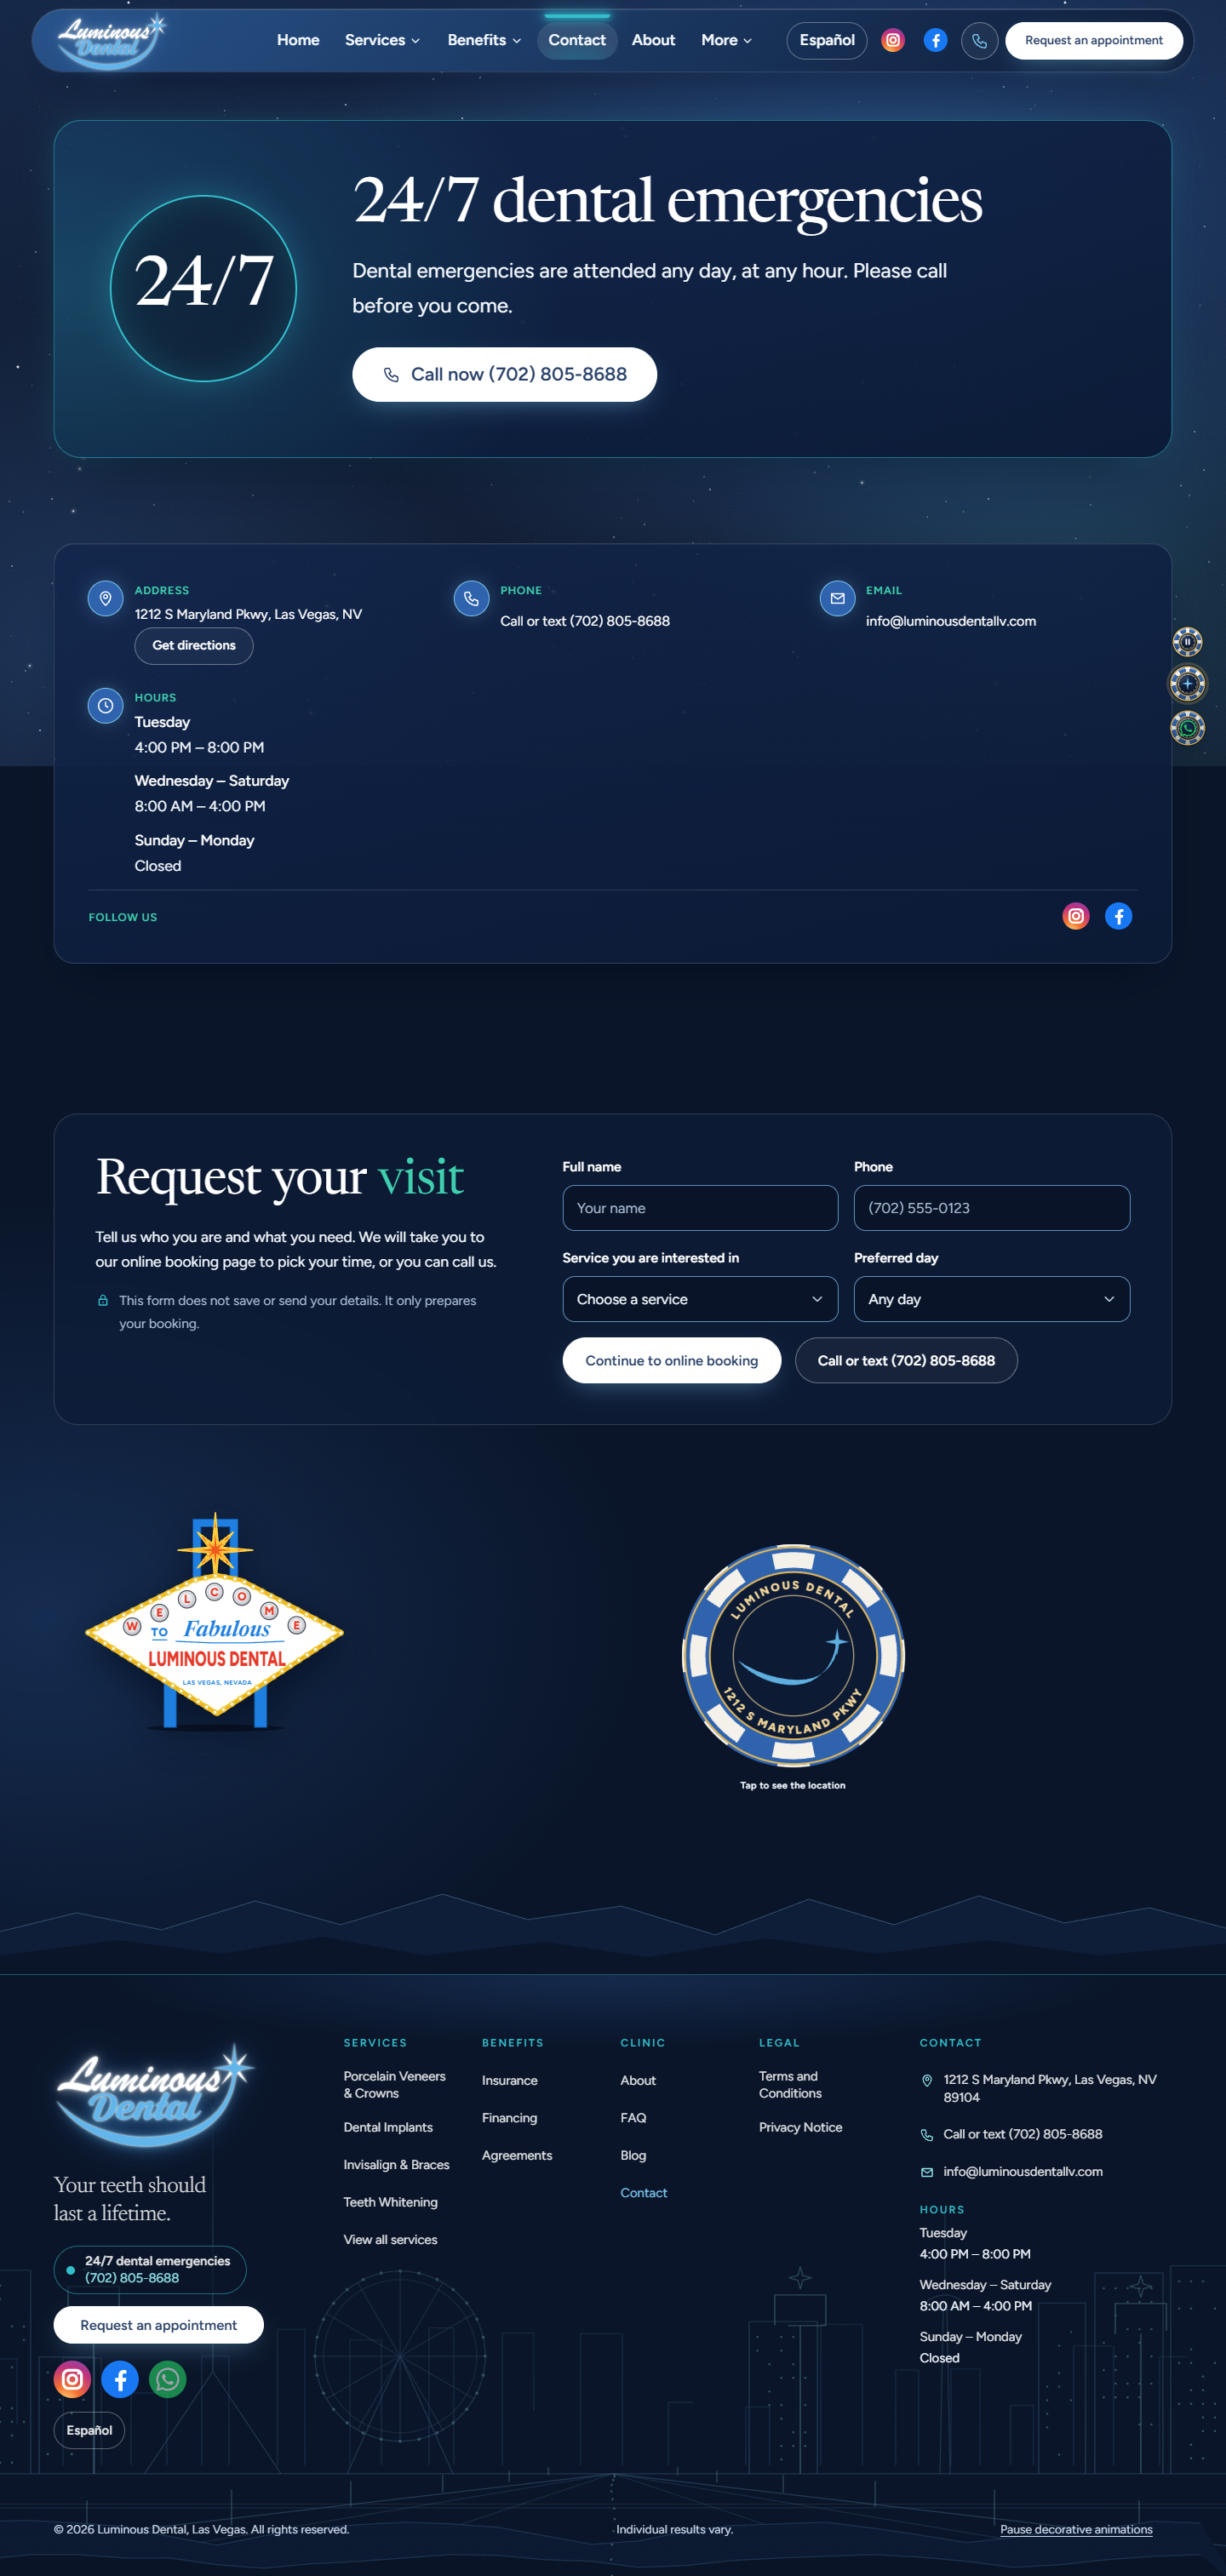 Luminous
Dental
Home
Services
Benefits
Contact
About
More
Español
Request an appointment
24/7
24/7 dental emergencies
Dental emergencies are attended any day, at any hour. Please call
before you come.
Call now (702) 805-8688
ADDRESS
1212 S Maryland Pkwy, Las Vegas, NV
Get directions
PHONE
Call or text (702) 805-8688
EMAIL
info@luminousdentallv.com
HOURS
Tuesday
4:00 PM – 8:00 PM
Wednesday – Saturday
8:00 AM – 4:00 PM
Sunday – Monday
Closed
FOLLOW US
Request your visit
Tell us who you are and what you need. We will take you to
our online booking page to pick your time, or you can call us.
This form does not save or send your details. It only prepares
your booking.
Full name
Your name
Phone
(702) 555-0123
Service you are interested in
Choose a service
Preferred day
Any day
Continue to online booking
Call or text (702) 805-8688
WELCOME
TO Fabulous
LUMINOUS DENTAL
LAS VEGAS, NEVADA
LUMINOUS DENTAL
1212 S MARYLAND PKWY
Tap to see the location
Luminous
Dental
Your teeth should
last a lifetime.
24/7 dental emergencies
(702) 805-8688
Request an appointment
Español
SERVICES
Porcelain Veneers
& Crowns
Dental Implants
Invisalign & Braces
Teeth Whitening
View all services
BENEFITS
Insurance
Financing
Agreements
CLINIC
About
FAQ
Blog
Contact
LEGAL
Terms and
Conditions
Privacy Notice
CONTACT
1212 S Maryland Pkwy, Las Vegas, NV
89104
Call or text (702) 805-8688
info@luminousdentallv.com
HOURS
Tuesday
4:00 PM – 8:00 PM
Wednesday – Saturday
8:00 AM – 4:00 PM
Sunday – Monday
Closed
© 2026 Luminous Dental, Las Vegas. All rights reserved.
Individual results vary.
Pause decorative animations